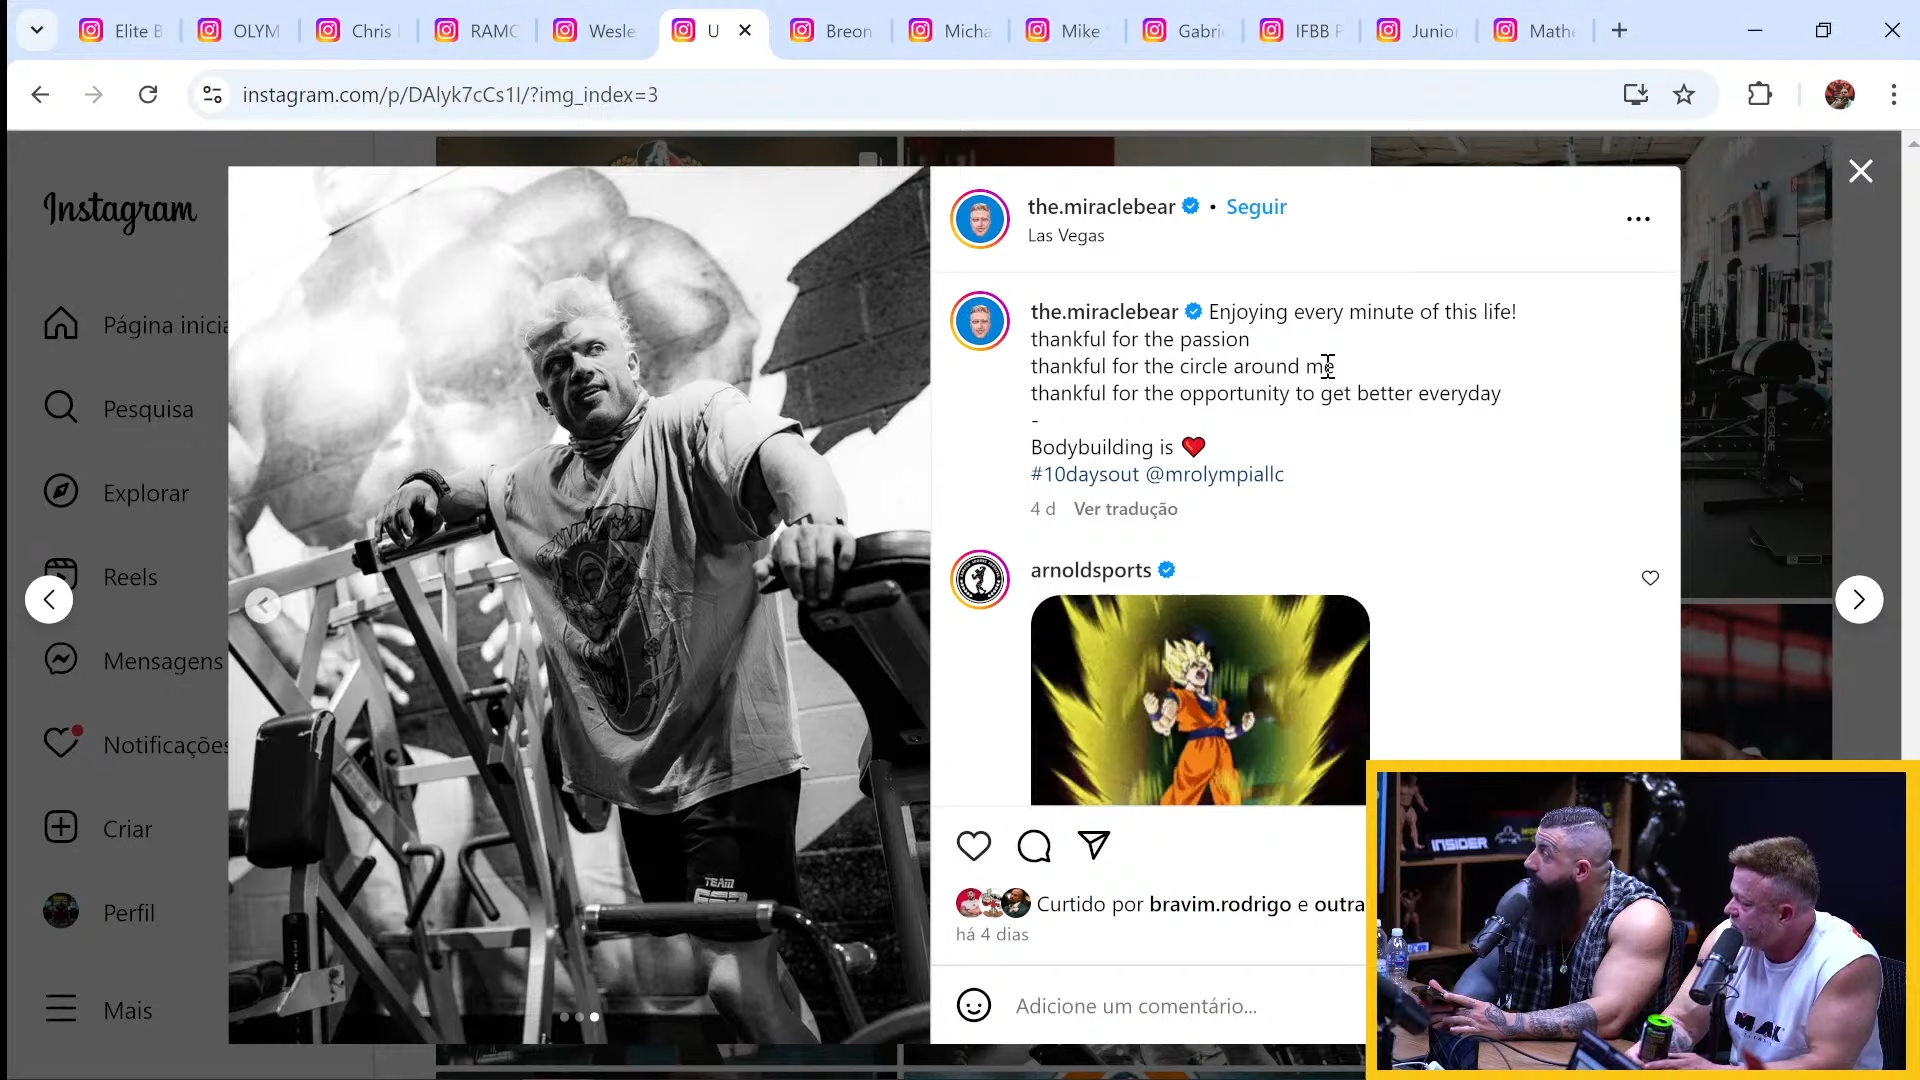 Elite B
OLYM
Chris
RAMO
Wesle
U
Breon
Micha
Mike
Gabri
IFBB P
Junio
Mathe
instagram.com/p/DAlyk7cCs1I/?img_index=3
Instagram
Página inicia
Pesquisa
Explorar
Reels
Mensagens
Notificações
Criar
Perfil
Mais
the.miraclebear • Seguir
Las Vegas
the.miraclebear Enjoying every minute of this life!
thankful for the passion
thankful for the circle around me
thankful for the opportunity to get better everyday
-
Bodybuilding is ❤️
#10daysout @mrolympiallc
4 d Ver tradução
arnoldsports
Curtido por bravim.rodrigo e outra
há 4 dias
Adicione um comentário...
TEAM
ROGUE
INSIDER